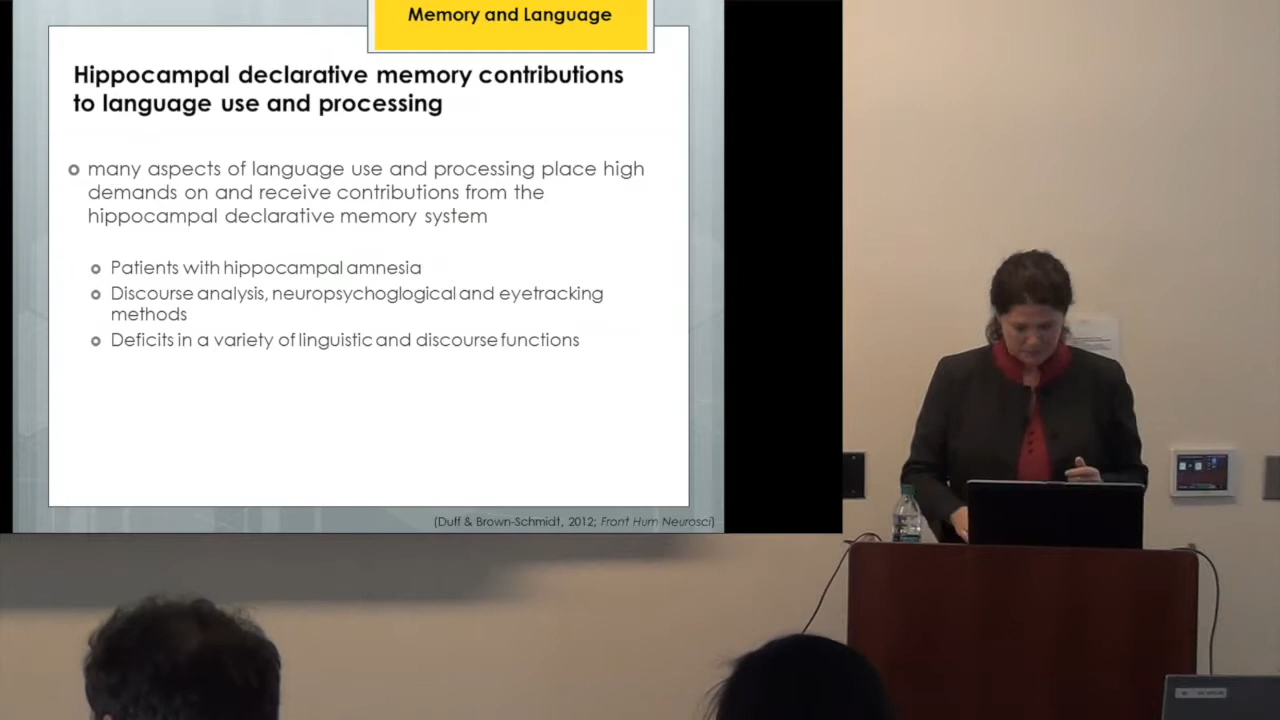 Memory and Language
Hippocampal declarative memory contributions
to language use and processing
many aspects of language use and processing place high
demands on and receive contributions from the
hippocampal declarative memory system
Patients with hippocampal amnesia
Discourse analysis, neuropsychoglogical and eyetracking
methods
Deficits in a variety of linguistic and discourse functions
(Duff & Brown-Schmidt, 2012; Front Hum Neurosci)